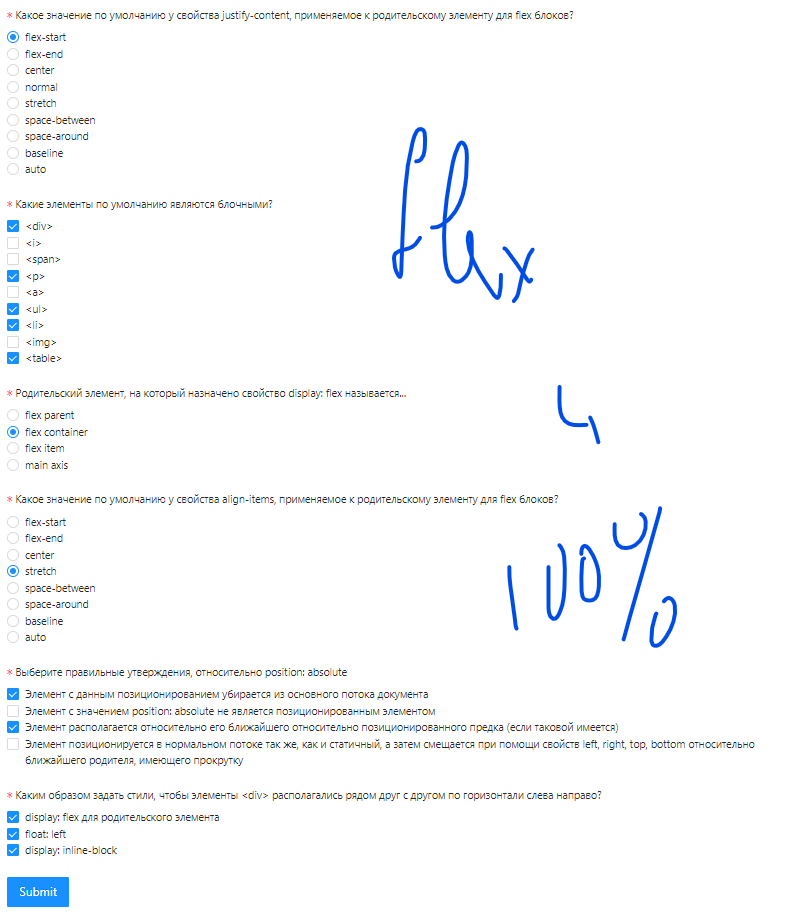 * Какое значение по умолчанию у свойства justify-content, применяемое к родительскому элементу для flex блоков?
flex-start
flex-end
center
normal
stretch
space-between
space-around
baseline
auto
* Какие элементы по умолчанию являются блочными?
<div>
<i>
<span>
<p>
<a>
<ul>
<li>
<img>
<table>
flex
* Родительский элемент, на который назначено свойство display: flex называется...
flex parent
flex container
flex item
main axis
ч
* Какое значение по умолчанию у свойства align-items, применяемое к родительскому элементу для flex блоков?
flex-start
flex-end
center
stretch
space-between
space-around
baseline
auto
100%
* Выберите правильные утверждения, относительно position: absolute
Элемент с данным позиционированием убирается из основного потока документа
Элемент с значением position: absolute не является позиционированным элементом
Элемент располагается относительно его ближайшего относительно позиционированного предка (если таковой имеется)
Элемент позиционируется в нормальном потоке так же, как и статичный, а затем смещается при помощи свойств left, right, top, bottom относительно
ближайшего родителя, имеющего прокрутку
* Каким образом задать стили, чтобы элементы <div> располагались рядом друг с другом по горизонтали слева направо?
display: flex для родительского элемента
float: left
display: inline-block
Submit